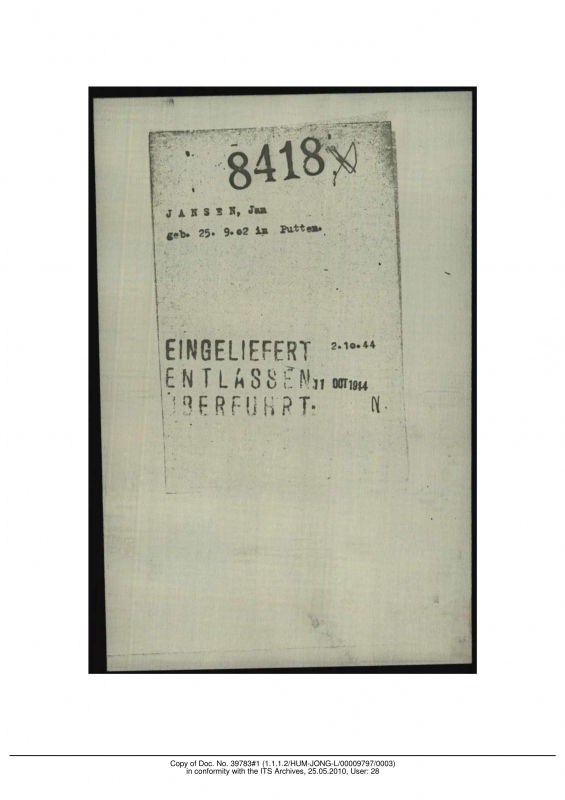 8418
JANSEN, Jan
geb. 25. 9.02 in Putten.
EINGELIEFERT 2.10.44
ENTLASSEN 11 OCT 1944
ÜBERFÜHRT. N.
Copy of Doc. No. 39783#1 (1.1.1.2/HUM-JONG-L/00009797/0003)
in conformity with the ITS Archives, 25.05.2010, User: 28